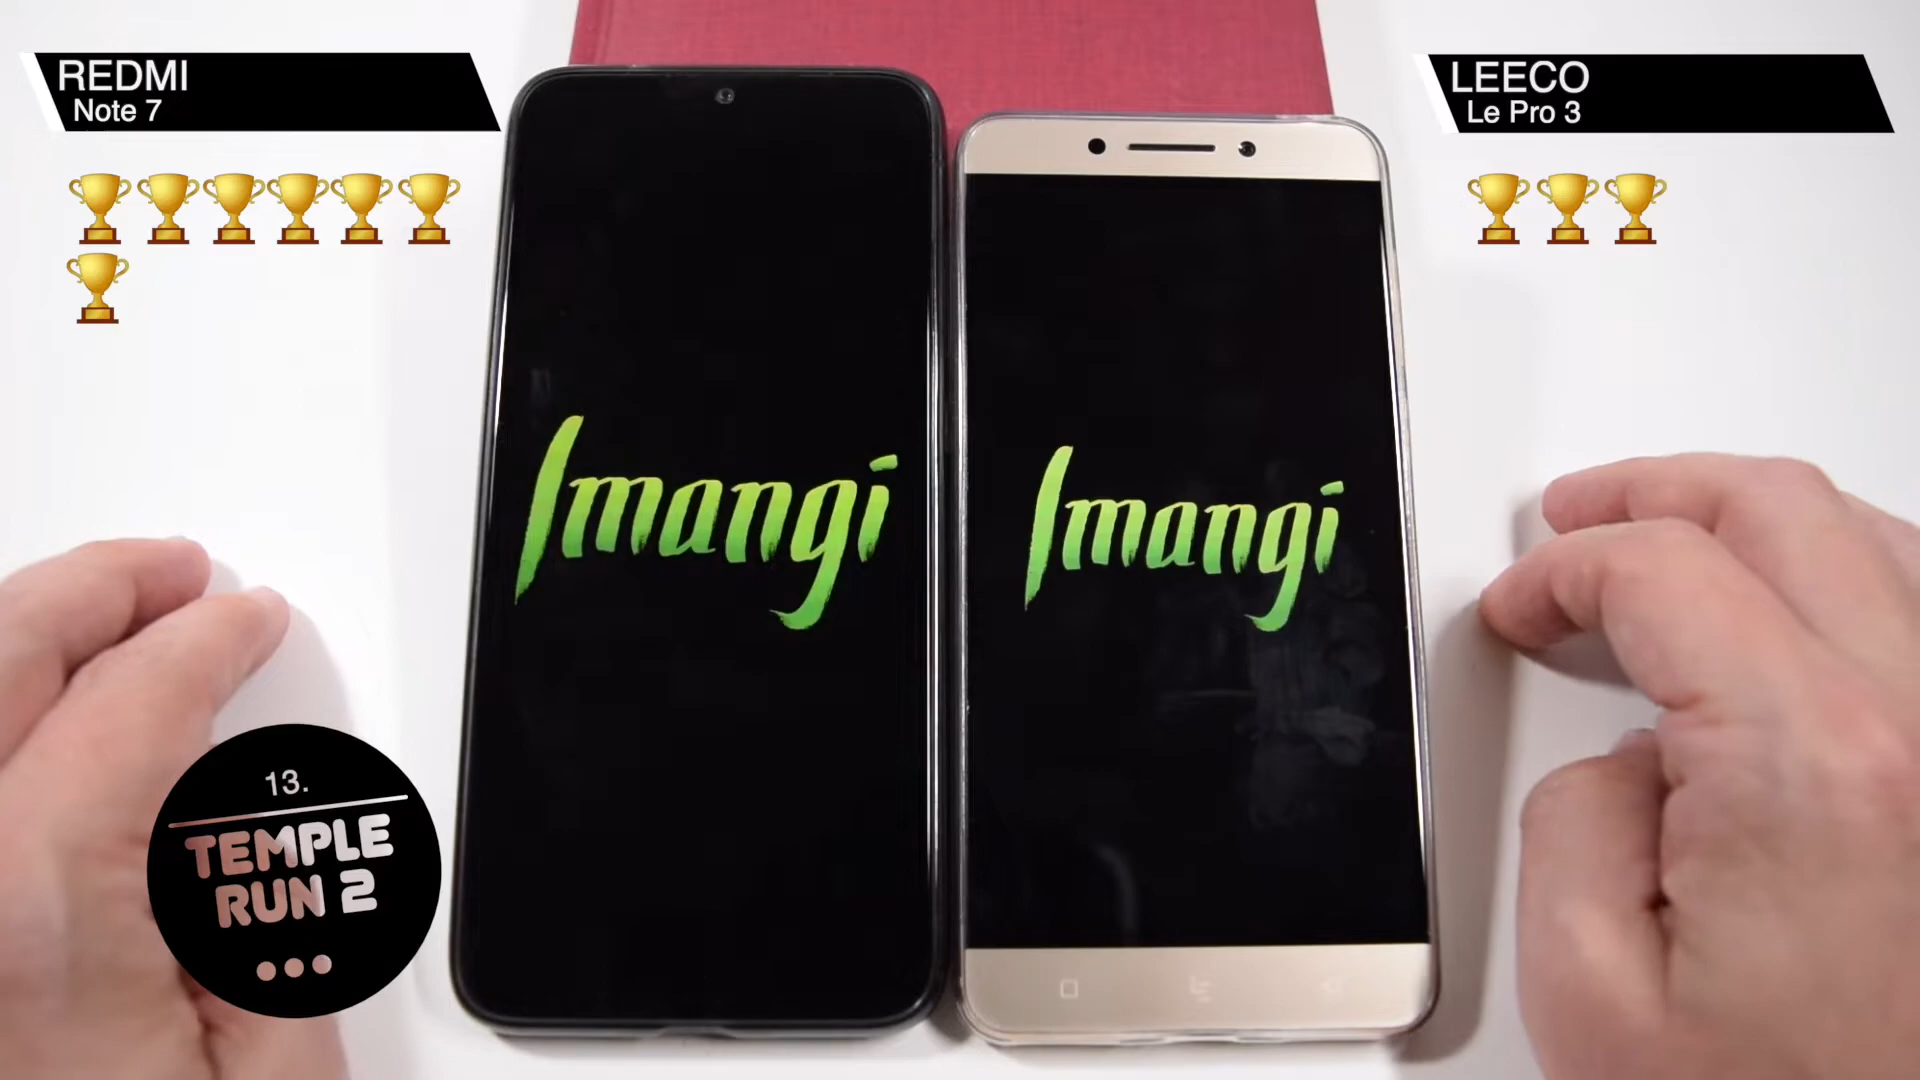 REDMI
Note 7
LEECO
Le Pro 3
Imangi
Imangi
13.
TEMPLE
RUN 2